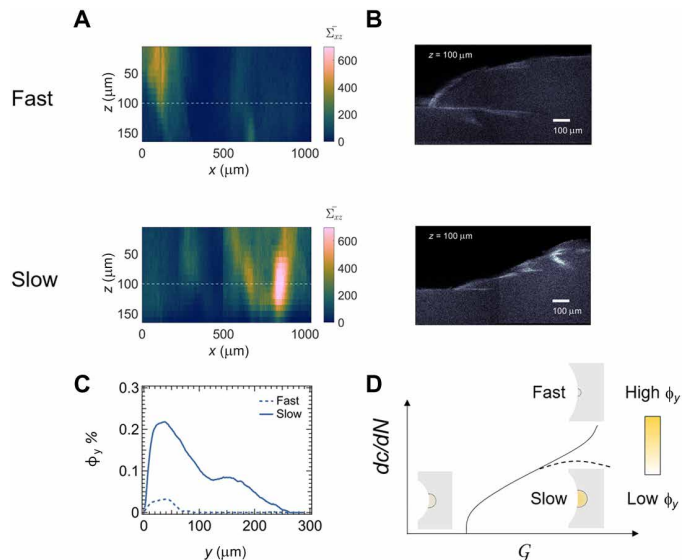 A
B
Fast
Σ̄xz
600
400
200
0
z (μm)
50
100
150
0
500
1000
x (μm)
z = 100 μm
100 μm
Slow
Σ̄xz
600
400
200
0
z (μm)
50
100
150
0
500
1000
x (μm)
z = 100 μm
100 μm
C
ϕy %
0.3
0.2
0.1
0
0
100
200
300
y (μm)
Fast
Slow
D
dc/dN
G
Fast
Slow
High ϕy
Low ϕy